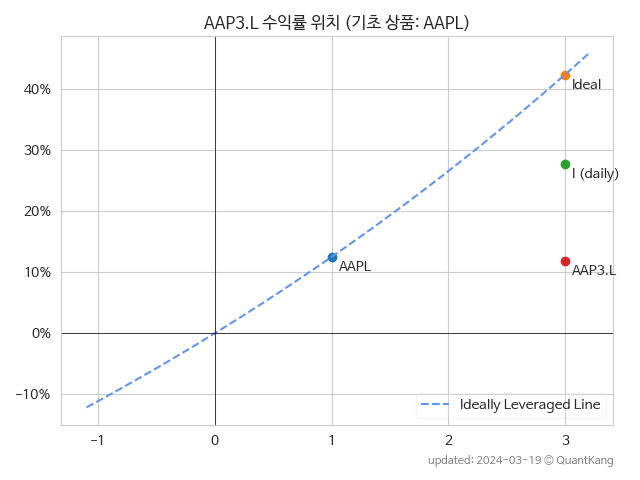 AAP3.L 수익률 위치 (기초 상품: AAPL)
40%
30%
20%
10%
0%
−10%
Ideal
I (daily)
AAPL
AAP3.L
Ideally Leveraged Line
−1
0
1
2
3
updated: 2024-03-19 © QuantKang